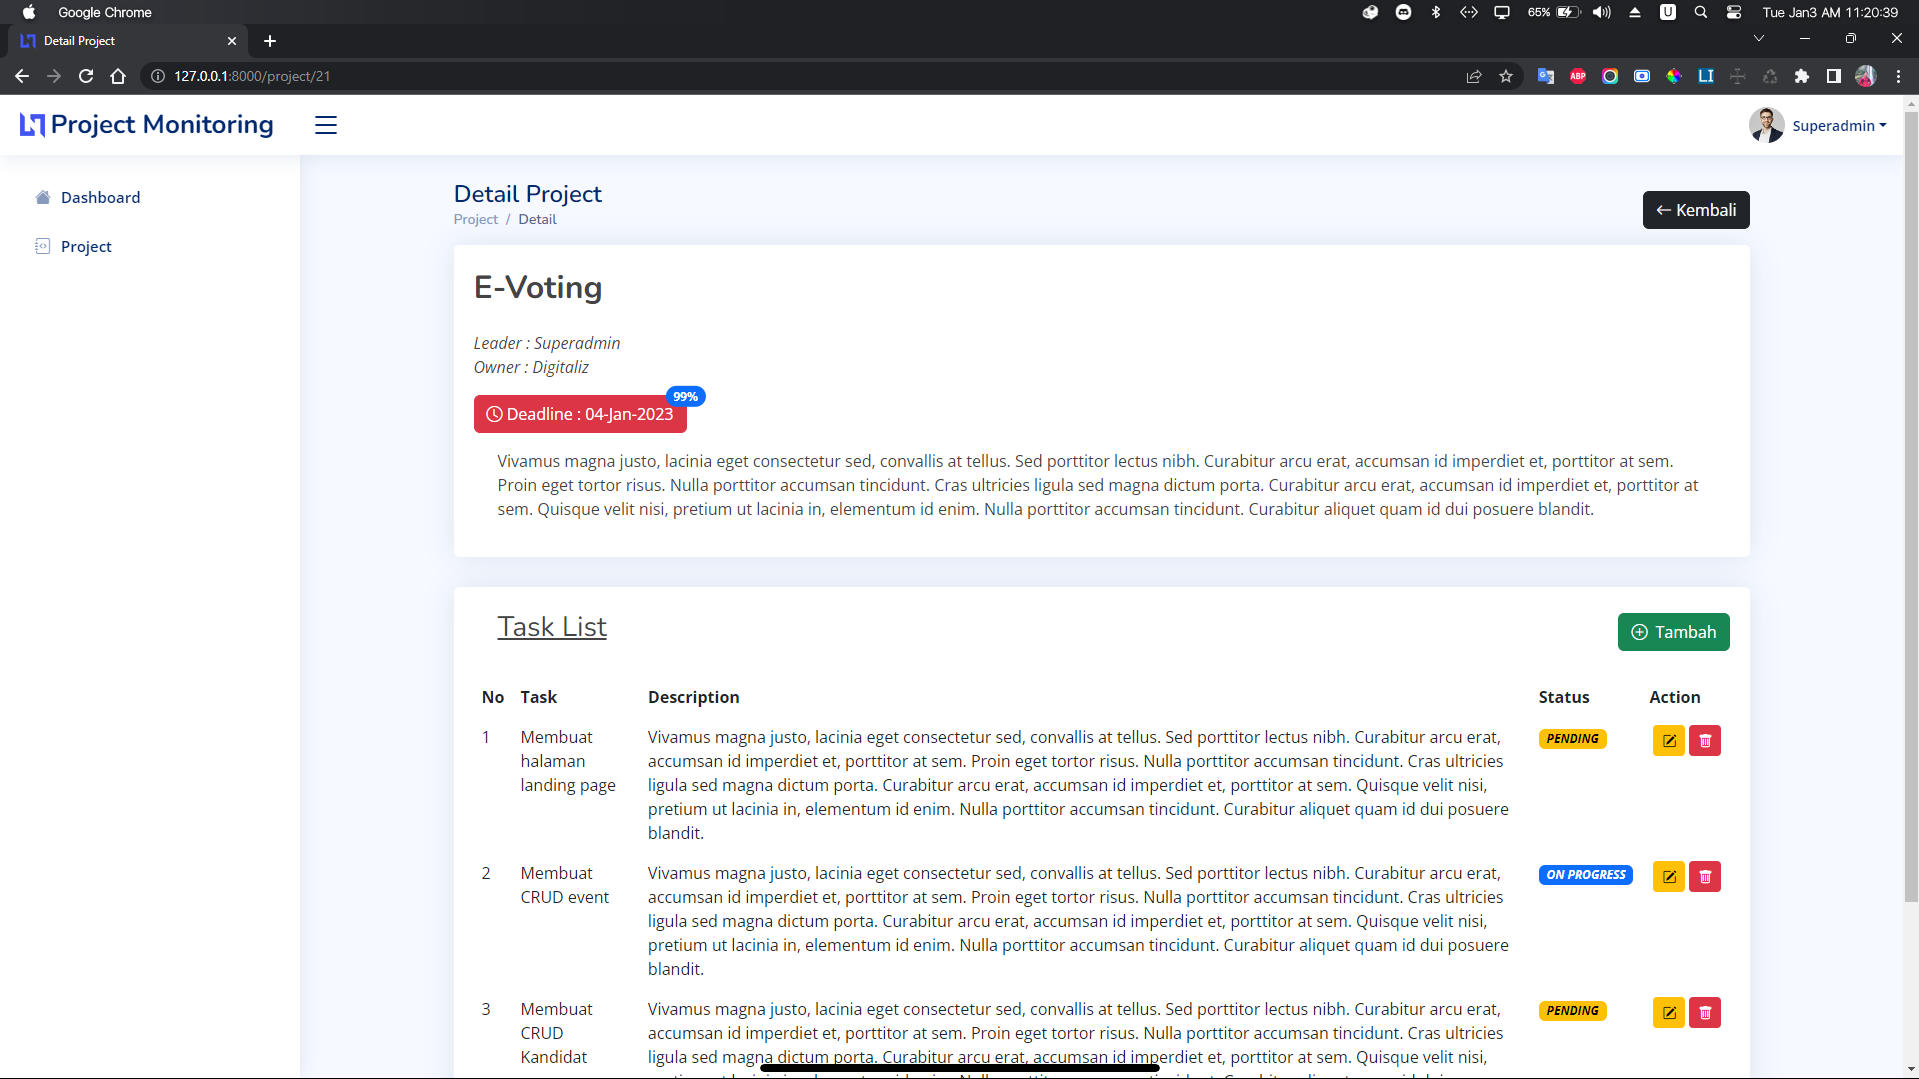 Google Chrome
65%
U
Tue Jan3 AM 11:20:39
Detail Project
127.0.0.1:8000/project/21
ABP
LI
Project Monitoring
Superadmin
Dashboard
Project
Detail Project
Project / Detail
← Kembali
E-Voting
Leader : Superadmin
Owner : Digitaliz
99%
Deadline : 04-Jan-2023
Vivamus magna justo, lacinia eget consectetur sed, convallis at tellus. Sed porttitor lectus nibh. Curabitur arcu erat, accumsan id imperdiet et, porttitor at sem.
Proin eget tortor risus. Nulla porttitor accumsan tincidunt. Cras ultricies ligula sed magna dictum porta. Curabitur arcu erat, accumsan id imperdiet et, porttitor at
sem. Quisque velit nisi, pretium ut lacinia in, elementum id enim. Nulla porttitor accumsan tincidunt. Curabitur aliquet quam id dui posuere blandit.
Task List
Tambah
No Task Description Status Action
1 Membuat halaman landing page
Vivamus magna justo, lacinia eget consectetur sed, convallis at tellus. Sed porttitor lectus nibh. Curabitur arcu erat,
accumsan id imperdiet et, porttitor at sem. Proin eget tortor risus. Nulla porttitor accumsan tincidunt. Cras ultricies
ligula sed magna dictum porta. Curabitur arcu erat, accumsan id imperdiet et, porttitor at sem. Quisque velit nisi,
pretium ut lacinia in, elementum id enim. Nulla porttitor accumsan tincidunt. Curabitur aliquet quam id dui posuere
blandit.
PENDING
2 Membuat CRUD event
Vivamus magna justo, lacinia eget consectetur sed, convallis at tellus. Sed porttitor lectus nibh. Curabitur arcu erat,
accumsan id imperdiet et, porttitor at sem. Proin eget tortor risus. Nulla porttitor accumsan tincidunt. Cras ultricies
ligula sed magna dictum porta. Curabitur arcu erat, accumsan id imperdiet et, porttitor at sem. Quisque velit nisi,
pretium ut lacinia in, elementum id enim. Nulla porttitor accumsan tincidunt. Curabitur aliquet quam id dui posuere
blandit.
ON PROGRESS
3 Membuat CRUD Kandidat
Vivamus magna justo, lacinia eget consectetur sed, convallis at tellus. Sed porttitor lectus nibh. Curabitur arcu erat,
accumsan id imperdiet et, porttitor at sem. Proin eget tortor risus. Nulla porttitor accumsan tincidunt. Cras ultricies
ligula sed magna dictum porta. Curabitur arcu erat, accumsan id imperdiet et, porttitor at sem. Quisque velit nisi,
PENDING